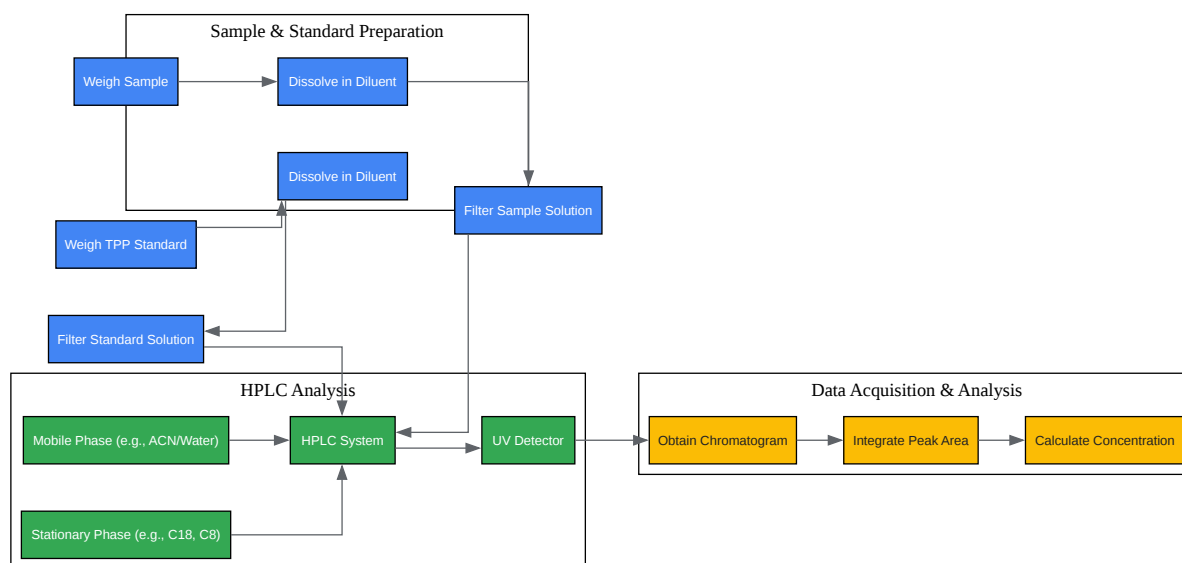 Sample & Standard Preparation
Weigh Sample
Dissolve in Diluent
Dissolve in Diluent
Filter Sample Solution
Weigh TPP Standard
Filter Standard Solution
HPLC Analysis
Mobile Phase (e.g., ACN/Water)
HPLC System
UV Detector
Stationary Phase (e.g., C18, C8)
Data Acquisition & Analysis
Obtain Chromatogram
Integrate Peak Area
Calculate Concentration